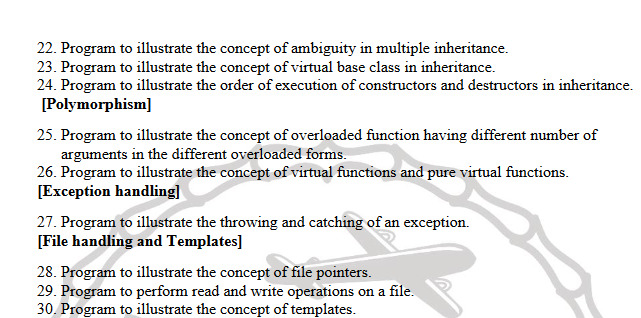 22. Program to illustrate the concept of ambiguity in multiple inheritance.
23. Program to illustrate the concept of virtual base class in inheritance.
24. Program to illustrate the order of execution of constructors and destructors in inheritance.
[Polymorphism]
25. Program to illustrate the concept of overloaded function having different number of
arguments in the different overloaded forms.
26. Program to illustrate the concept of virtual functions and pure virtual functions.
[Exception handling]
27. Program to illustrate the throwing and catching of an exception.
[File handling and Templates]
28. Program to illustrate the concept of file pointers.
29. Program to perform read and write operations on a file.
30. Program to illustrate the concept of templates.